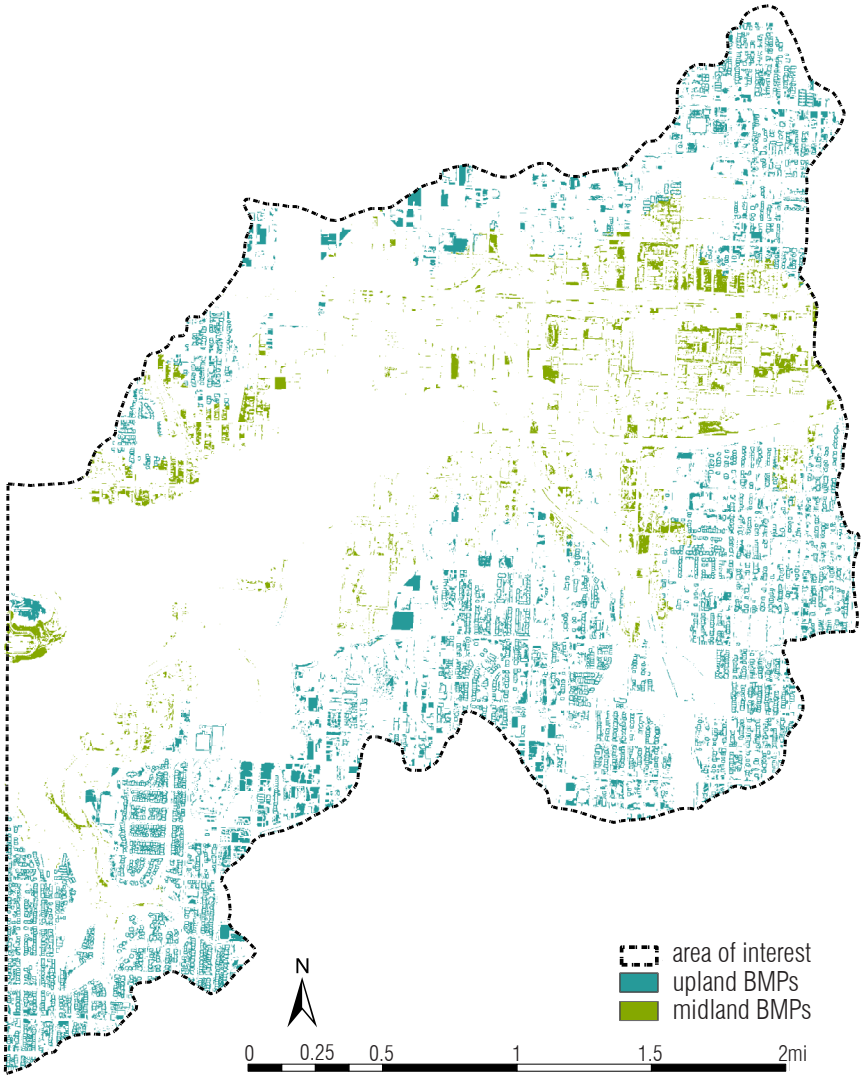 area of interest
upland BMPs
midland BMPs
N
0 0.25 0.5 1 1.5 2mi